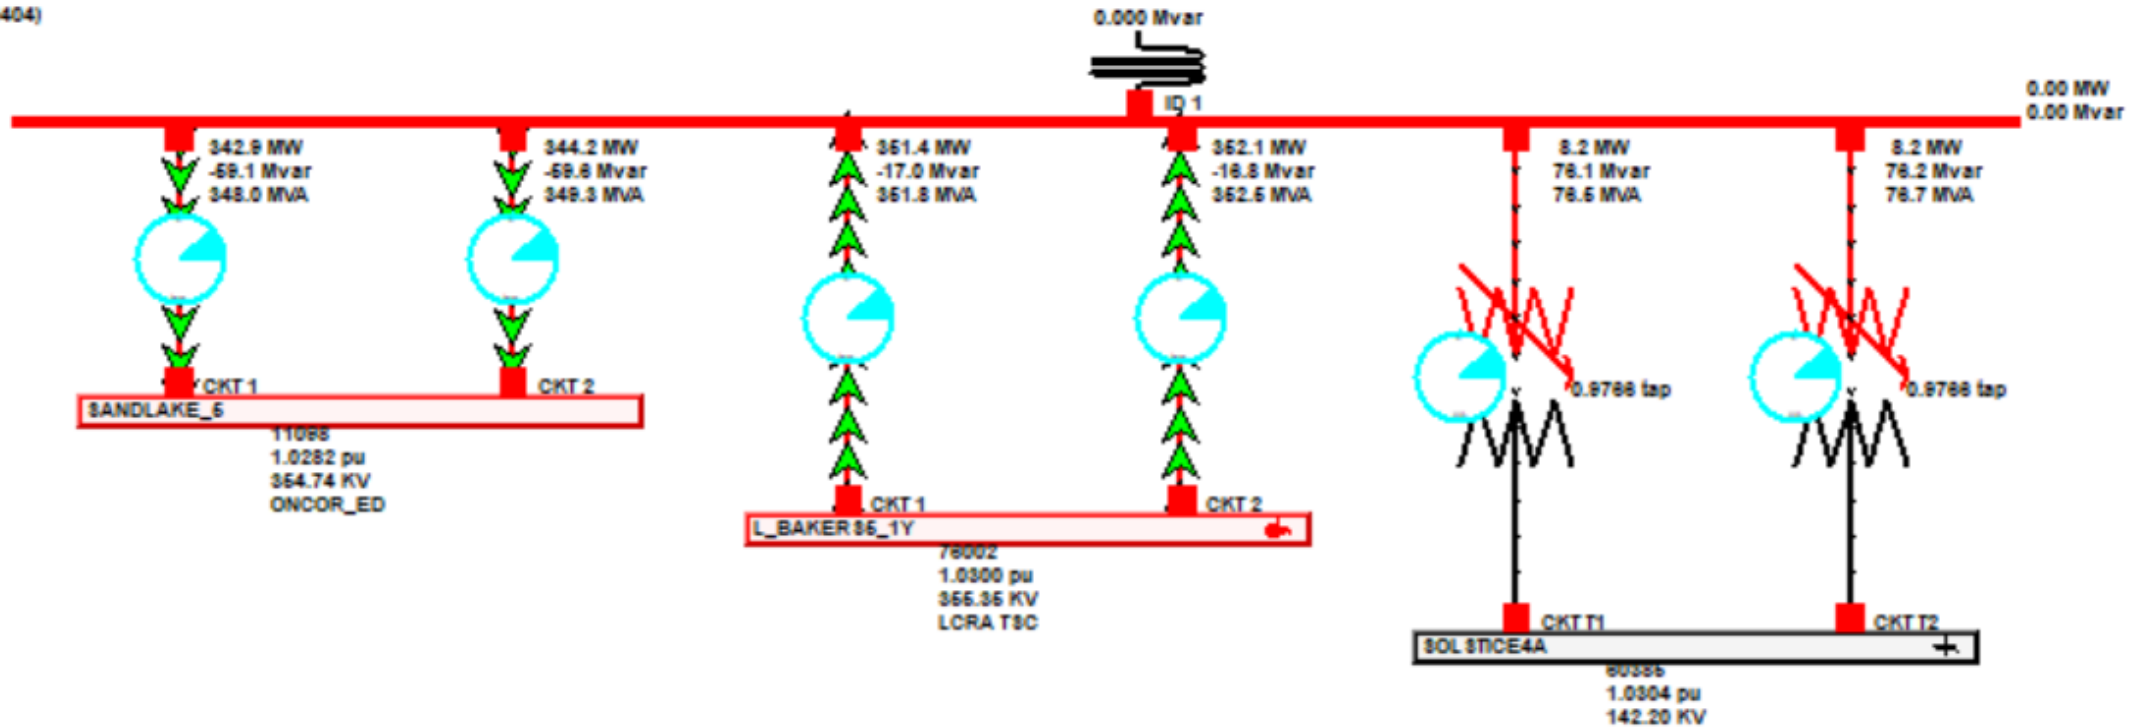 404)
0.000 Mvar
ID 1
0.00 MW
0.00 Mvar
342.9 MW
-59.1 Mvar
348.0 MVA
344.2 MW
-59.6 Mvar
349.3 MVA
351.4 MW
-17.0 Mvar
351.8 MVA
352.1 MW
-16.8 Mvar
352.5 MVA
8.2 MW
76.1 Mvar
76.5 MVA
8.2 MW
76.2 Mvar
76.7 MVA
CKT 1
CKT 2
SANDLAKE_5
11098
1.0282 pu
354.74 KV
ONCOR_ED
CKT 1
CKT 2
L_BAKERS5_1Y
76002
1.0300 pu
355.35 KV
LCRA TSC
0.9766 tap
0.9766 tap
CKT T1
CKT T2
SOLSTICE4A
60385
1.0304 pu
142.20 KV